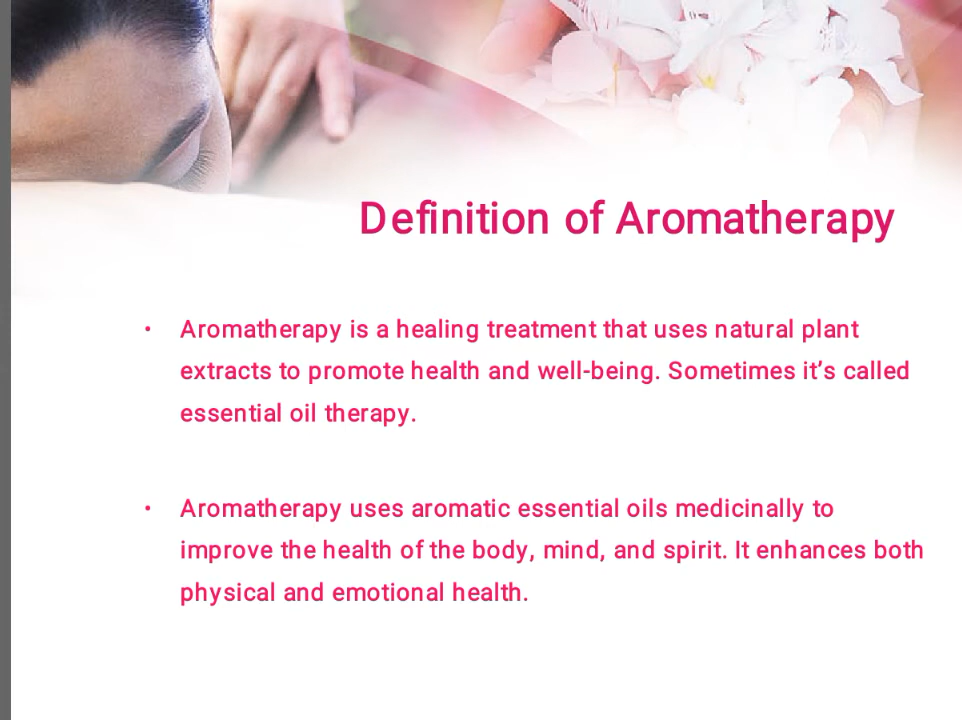 Definition of Aromatherapy
• Aromatherapy is a healing treatment that uses natural plant
extracts to promote health and well-being. Sometimes it’s called
essential oil therapy.
• Aromatherapy uses aromatic essential oils medicinally to
improve the health of the body, mind, and spirit. It enhances both
physical and emotional health.